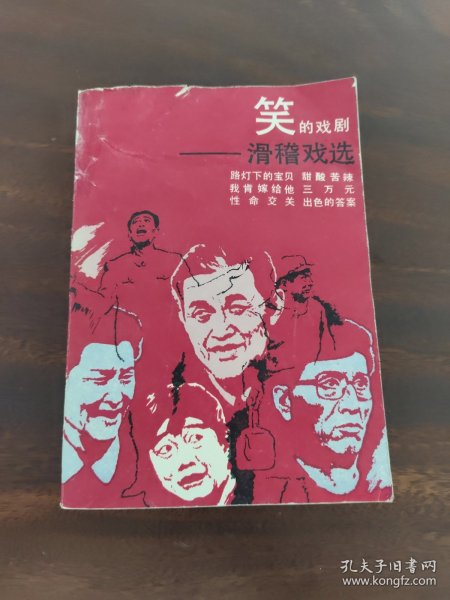 笑的戏剧
——滑稽戏选
路灯下的宝贝 甜酸苦辣
我肯嫁给他 三万元
性命交关 出色的答案
孔夫子旧书网
www.kongfz.com